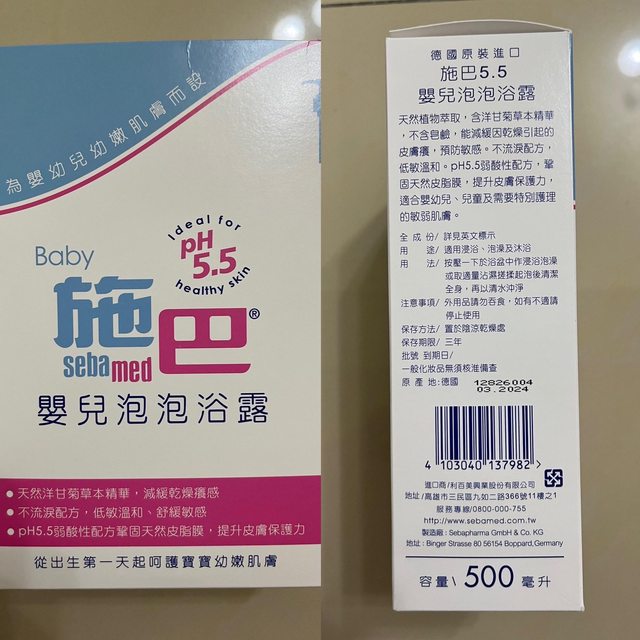 為嬰幼兒幼嫩肌膚而設
Ideal for
pH
5.5
healthy skin
Baby
施巴®
sebamed
嬰兒泡泡浴露
• 天然洋甘菊草本精華，減緩乾燥癢感
• 不流淚配方，低敏溫和、舒緩敏感
• pH5.5弱酸性配方鞏固天然皮脂膜，提升皮膚保護力
從出生第一天起呵護寶寶幼嫩肌膚
德國原裝進口
施巴5.5
嬰兒泡泡浴露
天然植物萃取，含洋甘菊草本精華
，不含皂鹼，能減緩因乾燥引起的
皮膚癢，預防敏感。不流淚配方，
低敏溫和。pH5.5弱酸性配方，鞏
固天然皮脂膜，提升皮膚保護力，
適合嬰幼兒、兒童及需要特別護理
的敏弱肌膚。
全成份/ 詳見英文標示
用途/ 適用浸浴、泡澡及沐浴
用法/ 按壓一下於浴盆中作浸浴泡澡
或取適量沾濕搓揉起泡後清潔
全身，再以清水沖淨
注意事項/ 外用品請勿吞食，如有不適請
停止使用
保存方法/ 置於陰涼乾燥處
保存期限/ 三年
批號 到期日/
一般化妝品無須核准備查
原產地:德國 12826004
03.2024
4 103040 137982 >
進口商/利百美興業股份有限公司
地址/高雄市三民區九如二路366號11樓之1
服務專線/0800-000-755
http://www.sebamed.com.tw
製造廠: Sebapharma GmbH & Co. KG
地址: Binger Strasse 80 56154 Boppard,Germany
容量\ 500 毫升